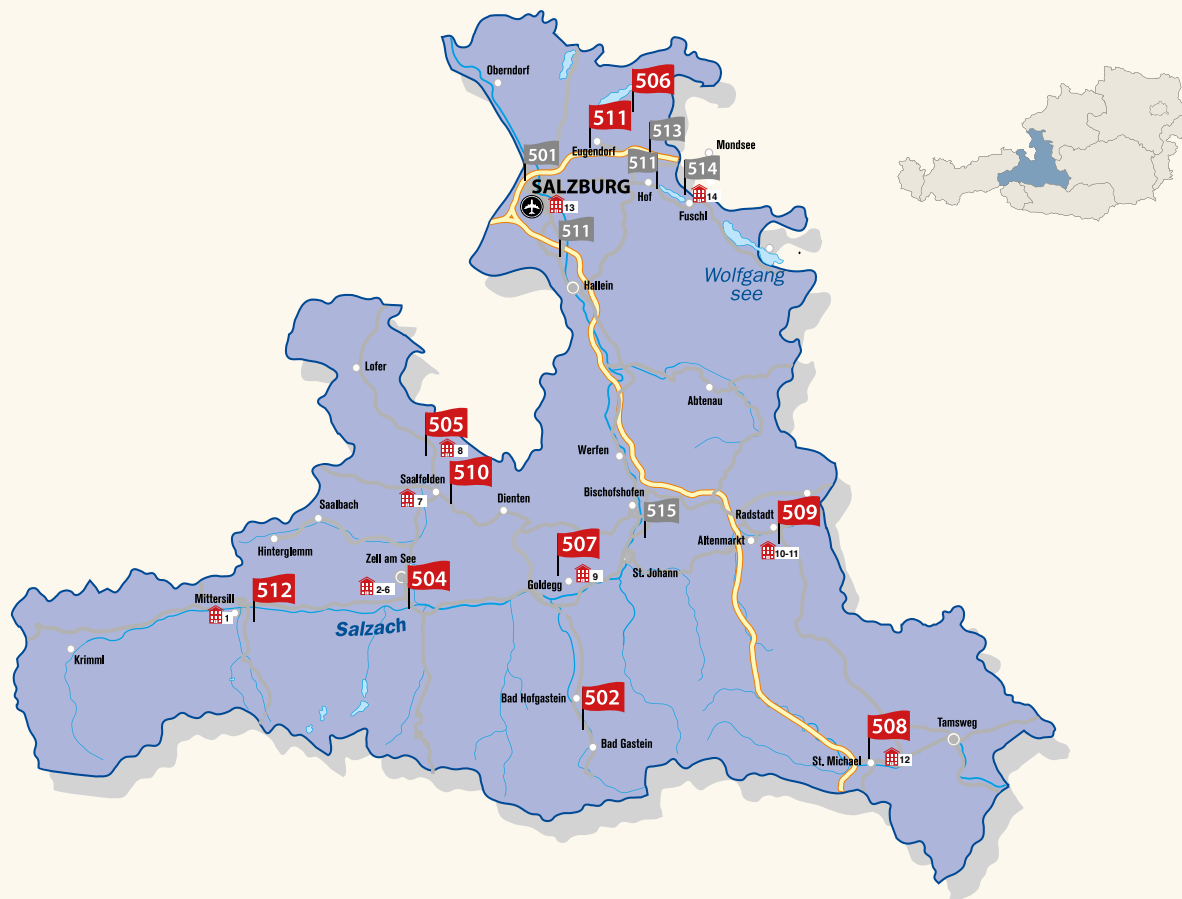 Oberndorf
506
511
513
Eugendorf
501
511
Mondsee
514
SALZBURG
14
Hof
13
Fuschl
511
Wolfgang
see
Hallein
Lofer
Abtenau
505
8
Werfen
510
Saalfelden
7
Bischofshofen
Dienten
Saalbach
515
Radstadt
509
Hinterglemm
507
Altenmarkt
10-11
Zell am See
504
St. Johann
9
Goldegg
512
2-6
Mittersill
1
Salzach
Krimml
Bad Hofgastein
502
508
Tamsweg
Bad Gastein
St. Michael
12